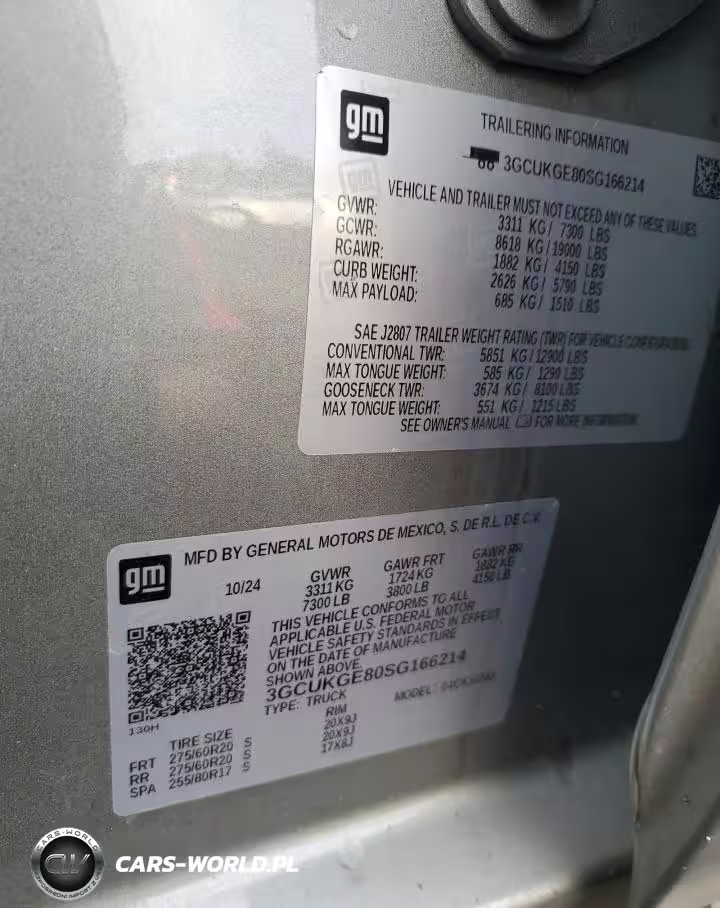 gm
TRAILERING INFORMATION
3GCUKGE80SG166214
VEHICLE AND TRAILER MUST NOT EXCEED ANY OF THESE VALUES
GVWR: 3311 KG/ 7300 LBS
GCWR: 8618 KG/19000 LBS
RGAWR: 1882 KG/ 4150 LBS
CURB WEIGHT: 2626 KG/ 5790 LBS
MAX PAYLOAD: 685 KG/ 1510 LBS
SAE J2807 TRAILER WEIGHT RATING (TWR) FOR VEHICLE CONFIGURATION
CONVENTIONAL TWR: 5851 KG/12900 LBS
MAX TONGUE WEIGHT: 585 KG/ 1290 LBS
GOOSENECK TWR: 3674 KG/ 8100 LBS
MAX TONGUE WEIGHT: 551 KG/ 1215 LBS
SEE OWNER'S MANUAL FOR MORE INFORMATION
gm
MFD BY GENERAL MOTORS DE MEXICO, S. DE R.L. DE C.V.
10/24
GVWR GAWR FRT GAWR RR
3311 KG 1724 KG 1882 KG
7300 LB 3800 LB 4150 LB
THIS VEHICLE CONFORMS TO ALL
APPLICABLE U.S. FEDERAL MOTOR
VEHICLE SAFETY STANDARDS IN EFFECT
ON THE DATE OF MANUFACTURE
SHOWN ABOVE.
3GCUKGE80SG166214
TYPE: TRUCK MODEL:
130H
TIRE SIZE RIM
FRT 275/60R20 S 20X9J
RR 275/60R20 S 20X9J
SPA 255/80R17 S 17X8J
CARS-WORLD
CW
CARS-WORLD.PL